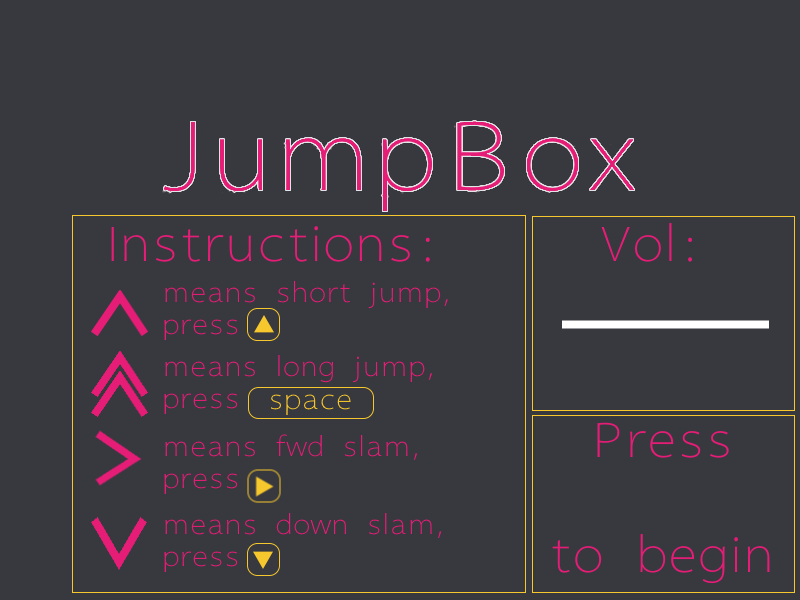 JumpBox
Instructions:
means short jump,
press
means long jump,
press space
means fwd slam,
press
means down slam,
press
Vol:
Press
to begin